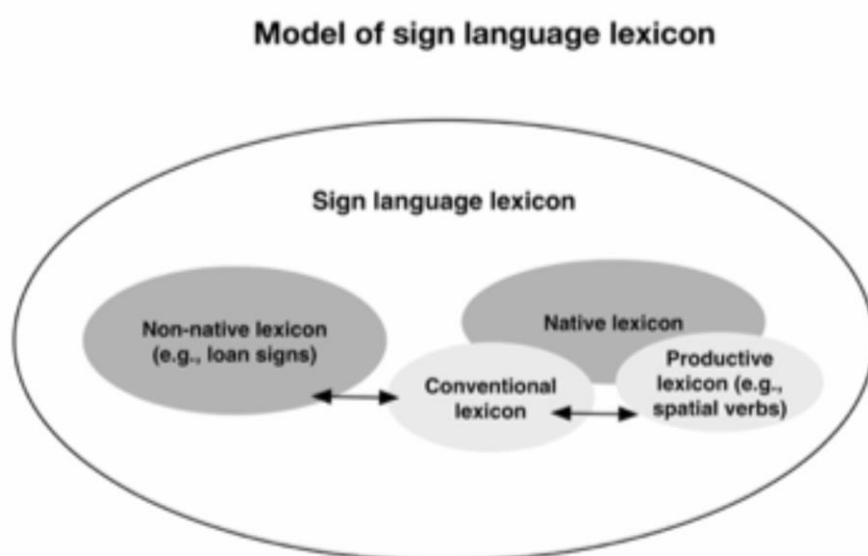 Model of sign language lexicon
Sign language lexicon
Non-native lexicon
(e.g., loan signs)
Native lexicon
Conventional
lexicon
Productive
lexicon (e.g.,
spatial verbs)